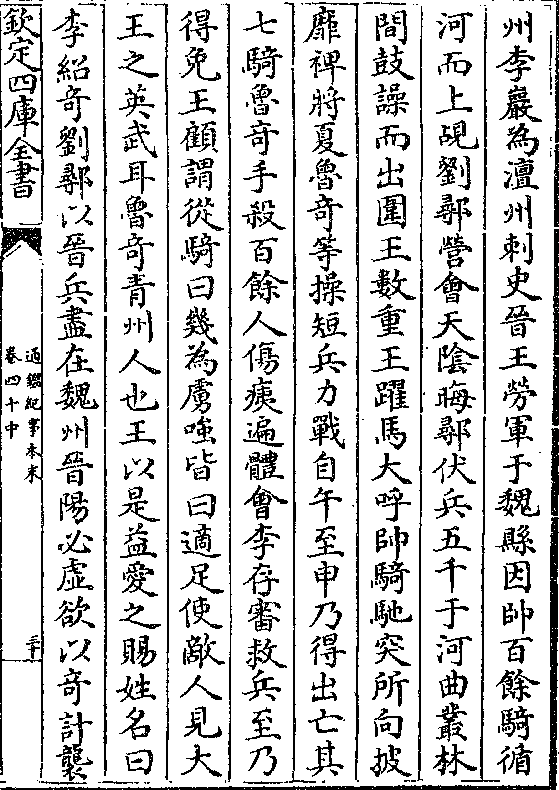 州李巖為澶州刺史晉王勞軍于魏縣因帥百餘騎循
河而上覘劉鄩營會天陰晦鄩伏兵五千于河曲叢林
間鼓譟而出圍王數重王躍馬大呼帥騎馳突所向披
靡裨將夏魯竒等操短兵力戰自午至申乃得出亡其
七騎魯竒手殺百餘人傷痍遍體會李存審救兵至乃
得免王顧謂從騎曰幾為虜嗤皆曰適足使敵人見大
王之英武耳魯竒青州人也王以是益愛之賜姓名曰
李紹竒劉鄩以晉兵盡在魏州晉陽必虛欲以竒計襲
欽定四庫全書
通鑑紀事本末
卷四十中
三十